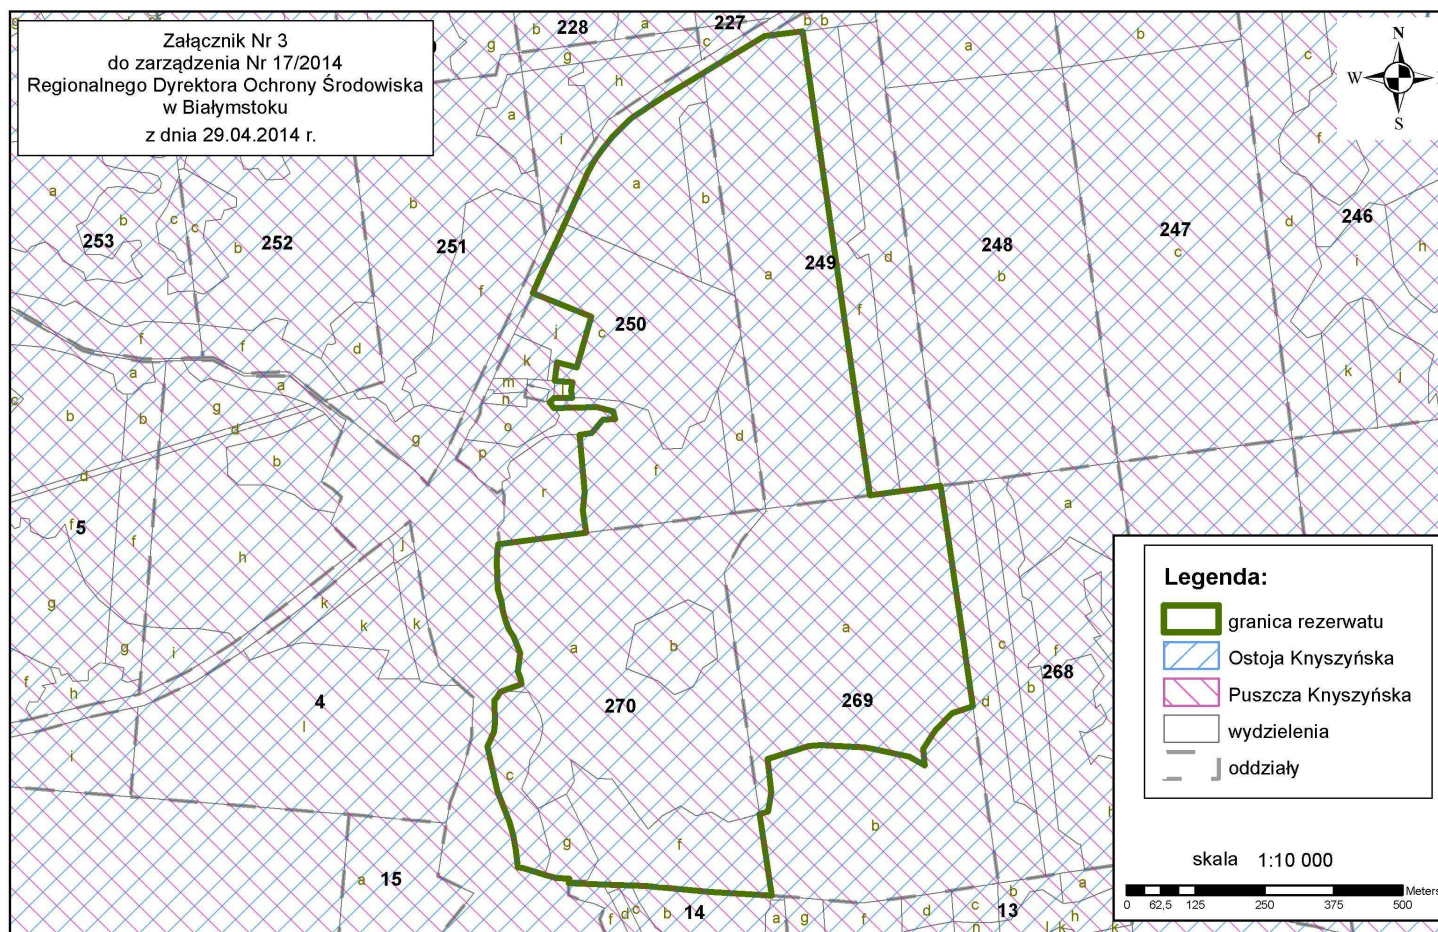 Załącznik Nr 3
do zarządzenia Nr 17/2014
Regionalnego Dyrektora Ochrony Środowiska
w Białymstoku
z dnia 29.04.2014 r.
N
W
S
228
227
b
a
g
b
b
c
g
h
a
i
a
b
c
a
b
f
253
252
251
250
249
248
247
246
a
b
c
c
b
b
f
a
b
a
d
f
b
c
d
i
h
k
j
f
f
d
a
a
g
b
b
c
d
b
d
g
j
k
c
m
n
o
p
r
f
d
5
f
f
h
g
g
i
f
h
i
j
k
k
k
4
l
a
b
270
a
269
c
g
f
b
d
c
b
f
268
a
15
a
14
f
d
c
b
a
g
f
d
c
n
b
13
a
h
l
k
k
h
Legenda:
granica rezerwatu
Ostoja Knyszyńska
Puszcza Knyszyńska
wydzielenia
oddziały
skala 1:10 000
Meters
0 62,5 125 250 375 500